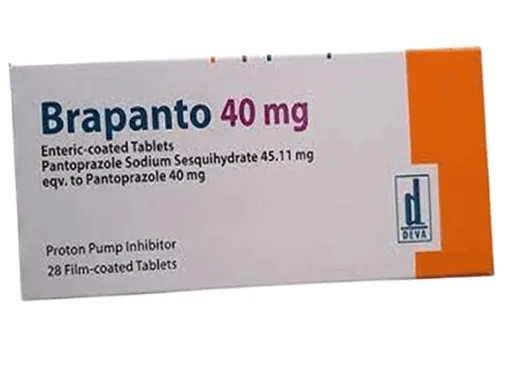 Brapanto 40 mg
Enteric-coated Tablets
Pantoprazole Sodium Sesquihydrate 45.11 mg
eqv. to Pantoprazole 40 mg
d
DEVA
Proton Pump Inhibitor
28 Film-coated Tablets